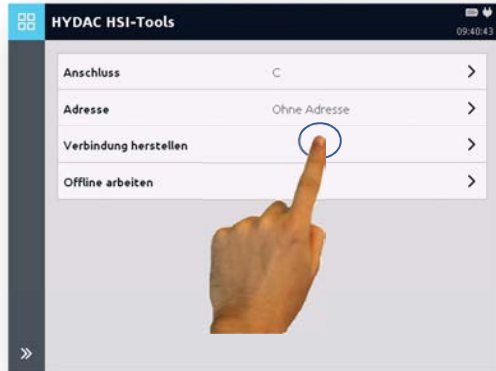 HYDAC HSI-Tools
09:40:43
Anschluss C
Adresse Ohne Adresse
Verbindung herstellen
Offline arbeiten